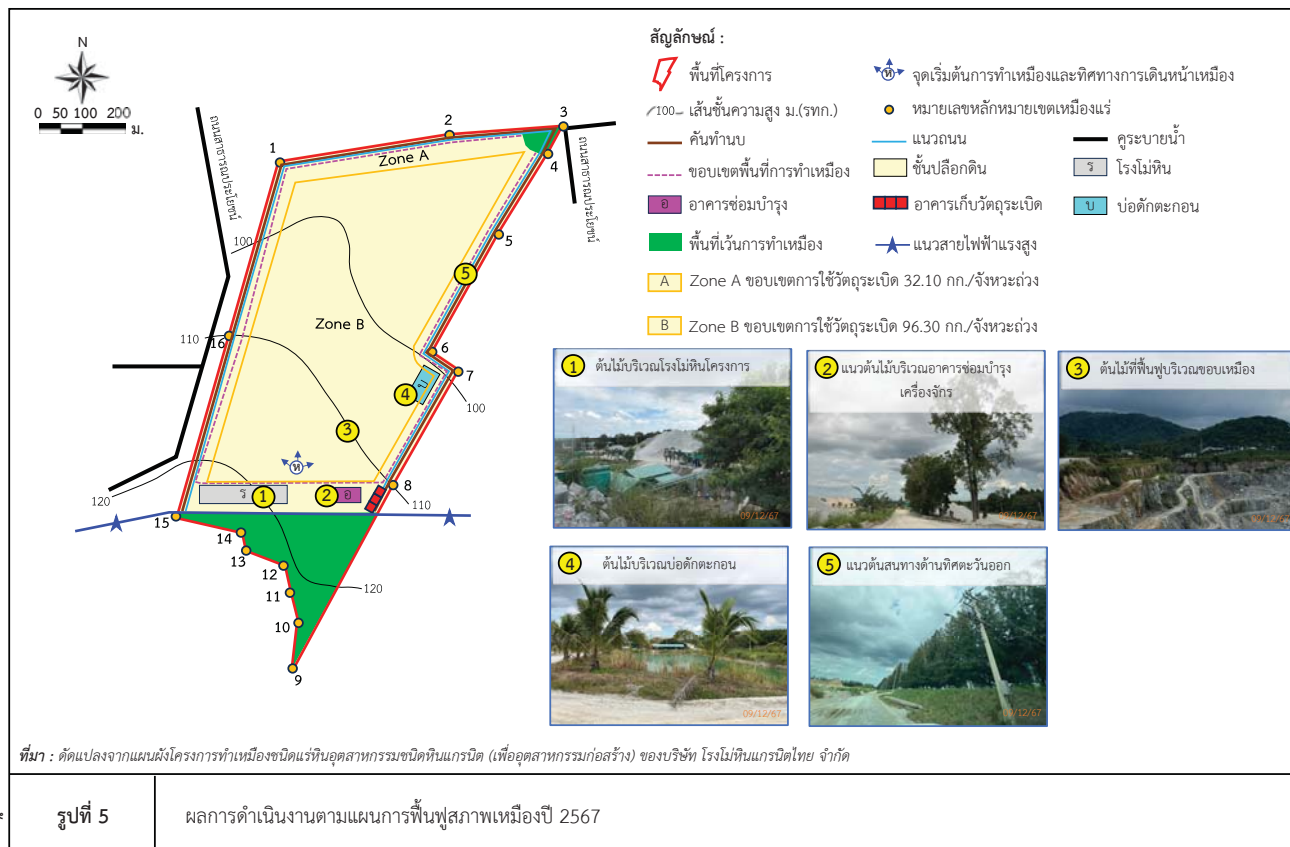 N
0 50 100 200
ม.
ถนนสาธารณประโยชน์
ถนนสาธารณประโยชน์
1
2
3
4
5
6
7
8
9
10
11
12
13
14
15
16
Zone A
Zone B
100
110
120
100
110
120
5
4
3
2
1
ห
ร
อ
บ
สัญลักษณ์ :
พื้นที่โครงการ
จุดเริ่มต้นการทำเหมืองและทิศทางการเดินหน้าเหมือง
100 เส้นชั้นความสูง ม.(รทก.)
หมายเลขหลักหมายเขตเหมืองแร่
คันทำนบ
แนวถนน
คูระบายน้ำ
ขอบเขตพื้นที่การทำเหมือง
ชั้นเปลือกดิน
ร โรงโม่หิน
อ อาคารซ่อมบำรุง
อาคารเก็บวัตถุระเบิด
บ บ่อดักตะกอน
พื้นที่เว้นการทำเหมือง
แนวสายไฟฟ้าแรงสูง
A Zone A ขอบเขตการใช้วัตถุระเบิด 32.10 กก./จังหวะถ่วง
B Zone B ขอบเขตการใช้วัตถุระเบิด 96.30 กก./จังหวะถ่วง
1 ต้นไม้บริเวณโรงโม่หินโครงการ
09/12/67
2 แนวต้นไม้บริเวณอาคารซ่อมบำรุง
เครื่องจักร
09/12/67
3 ต้นไม้ที่ฟื้นฟูบริเวณขอบเหมือง
09/12/67
4 ต้นไม้บริเวณบ่อดักตะกอน
09/12/67
5 แนวต้นสนทางด้านทิศตะวันออก
09/12/67
ที่มา : ดัดแปลงจากแผนผังโครงการทำเหมืองชนิดแร่หินอุตสาหกรรมชนิดหินแกรนิต (เพื่ออุตสาหกรรมก่อสร้าง) ของบริษัท โรงโม่หินแกรนิตไทย จำกัด
รูปที่ 5
ผลการดำเนินงานตามแผนการฟื้นฟูสภาพเหมืองปี 2567